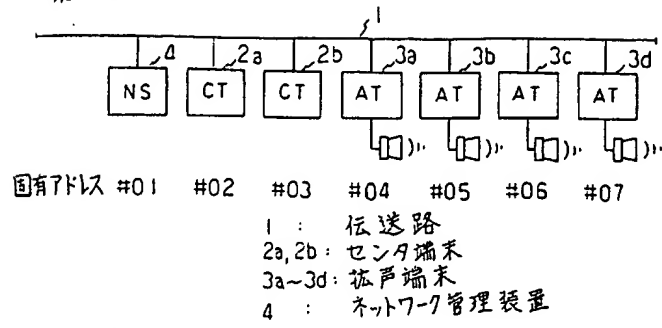 1
4 2a 2b 3a 3b 3c 3d
NS CT CT AT AT AT AT
固有アドレス #01 #02 #03 #04 #05 #06 #07
1 : 伝送路
2a,2b: センタ端末
3a~3d: 拡声端末
4 : ネットワーク管理装置